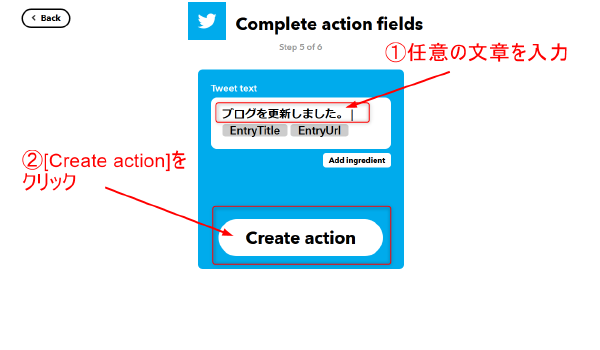 Back
Complete action fields
Step 5 of 6
①任意の文章を入力
Tweet text
ブログを更新しました。
EntryTitle EntryUrl
Add ingredient
②[Create action]を
クリック
Create action